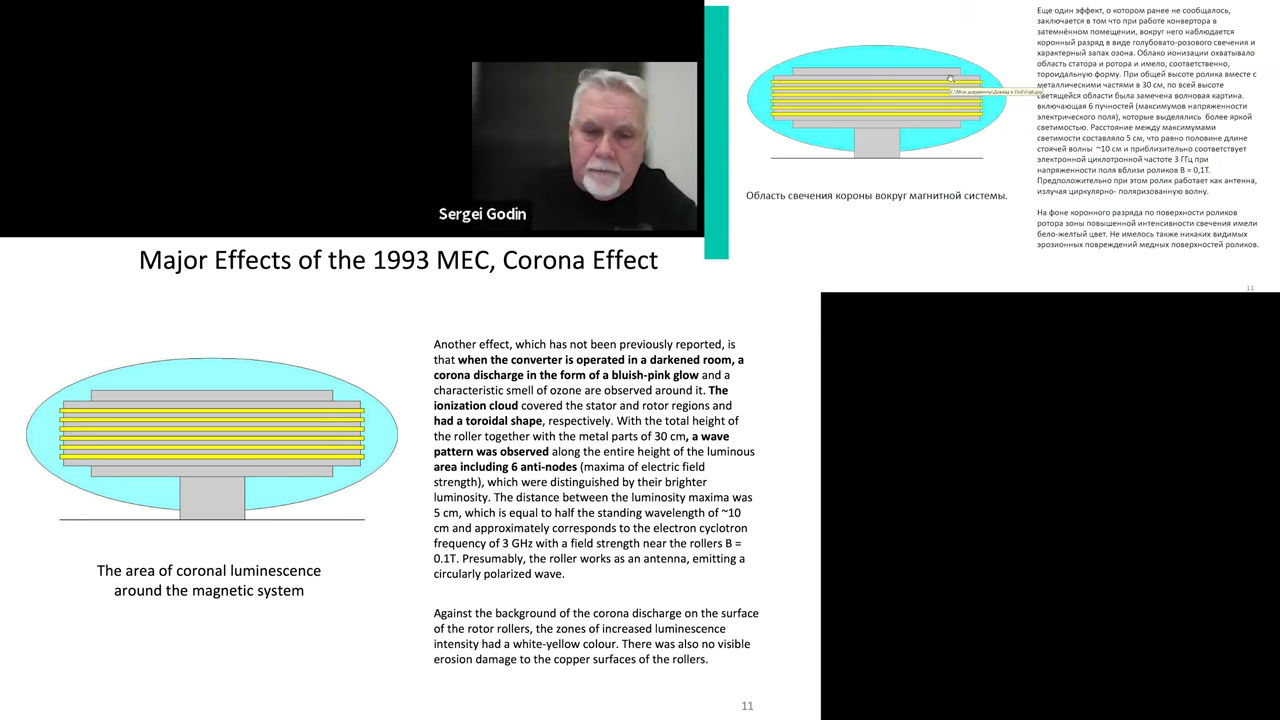 Sergei Godin
Major Effects of the 1993 MEC, Corona Effect
The area of coronal luminescence
around the magnetic system
Another effect, which has not been previously reported, is
that when the converter is operated in a darkened room, a
corona discharge in the form of a bluish-pink glow and a
characteristic smell of ozone are observed around it. The
ionization cloud covered the stator and rotor regions and
had a toroidal shape, respectively. With the total height of
the roller together with the metal parts of 30 cm, a wave
pattern was observed along the entire height of the luminous
area including 6 anti-nodes (maxima of electric field
strength), which were distinguished by their brighter
luminosity. The distance between the luminosity maxima was
5 cm, which is equal to half the standing wavelength of ~10
cm and approximately corresponds to the electron cyclotron
frequency of 3 GHz with a field strength near the rollers B =
0.1T. Presumably, the roller works as an antenna, emitting a
circularly polarized wave.
Against the background of the corona discharge on the surface
of the rotor rollers, the zones of increased luminescence
intensity had a white-yellow colour. There was also no visible
erosion damage to the copper surfaces of the rollers.
11
Область свечения короны вокруг магнитной системы.
Еще один эффект, о котором ранее не сообщалось,
заключается в том что при работе конвертора в
затемнённом помещении, вокруг него наблюдается
коронный разряд в виде голубовато-розового свечения и
характерный запах озона. Облако ионизации охватывало
область статора и ротора и имело, соответственно,
тороидальную форму. При общей высоте ролика вместе с
металлическими частями в 30 см, по всей высоте
светящейся области была замечена волновая картина.
включающая 6 пучностей (максимумов напряженности
электрического поля), которые выделялись более яркой
светимостью. Расстояние между максимумами
светимости составляло 5 см, что равно половине длине
стоячей волны ~10 см и приблизительно соответствует
электронной циклотронной частоте 3 ГГц при
напряженности поля вблизи роликов B = 0,1Т.
Предположительно при этом ролик работает как антенна,
излучая циркулярно- поляризованную волну.
На фоне коронного разряда по поверхности роликов
ротора зоны повышенной интенсивности свечения имели
бело-желтый цвет. Не имелось также никаких видимых
эрозионных повреждений медных поверхностей роликов.
11